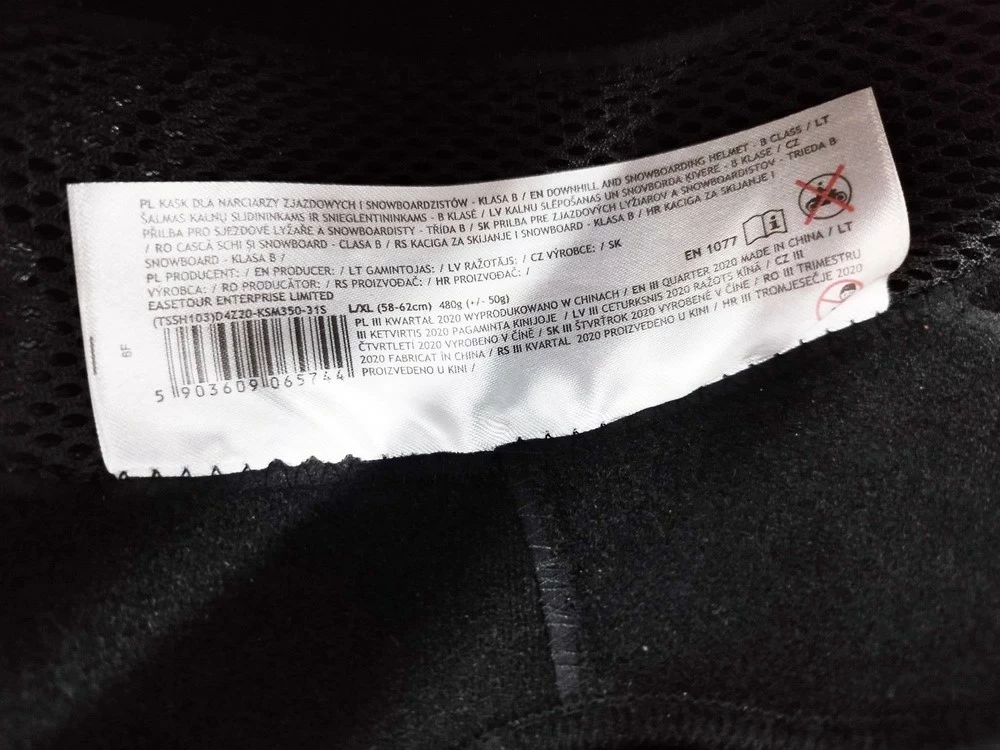 PL KASK DLA NARCIARZY ZJAZDOWYCH I SNOWBOARDZISTÓW - KLASA B / EN DOWNHILL AND SNOWBOARDING HELMET - B CLASS / LT
ŠALMAS KALNŲ SLIDININKAMS IR SNIEGLENTININKAMS - B KLASĖ / LV KALNU SLĒPOŠANAS UN SNOVBORDA ĶIVERE - B KLASE / CZ
PŘILBA PRO SJEZDOVÉ LYŽAŘE A SNOWBOARDISTY - TŘÍDA B / SK PRILBA PRE ZJAZDOVÝCH LYŽIAROV A SNOWBOARDISTOV - TRIEDA B
/ RO CASCĂ SCHI ȘI SNOWBOARD - CLASA B / RS KACIGA ZA SKIJANJE I SNOWBOARD - KLASA B / HR KACIGA ZA SKIJANJE I
SNOWBOARD - KLASA B /
PL PRODUCENT: / EN PRODUCER: / LT GAMINTOJAS: / LV RAŽOTĀJS: / CZ VÝROBCE: / SK
VÝROBCA: / RO PRODUCĂTOR: / RS PROIZVOĐAČ: / HR PROIZVOĐAČ: /
EASETOUR ENTERPRISE LIMITED
EN 1077
(TSSH103)D4Z20-KSM350-31S
L/XL (58-62cm) 480g (+/- 50g)
PL III KWARTAŁ 2020 WYPRODUKOWANO W CHINACH / EN III QUARTER 2020 MADE IN CHINA / LT
III KETVIRTIS 2020 PAGAMINTA KINIJOJE / LV III CETURKSNIS 2020 RAŽOTS ĶĪNĀ / CZ III
ČTVRTLETÍ 2020 VYROBENO V ČÍNĚ / SK III ŠTVRŤROK 2020 VYROBENÉ V ČÍNE / RO III TRIMESTRU
2020 FABRICAT ÎN CHINA / RS III KVARTAL 2020 PROIZVEDENO U KINI / HR III TROMJESEČJE 2020
PROIZVEDENO U KINI /
BF
5 903609 065744